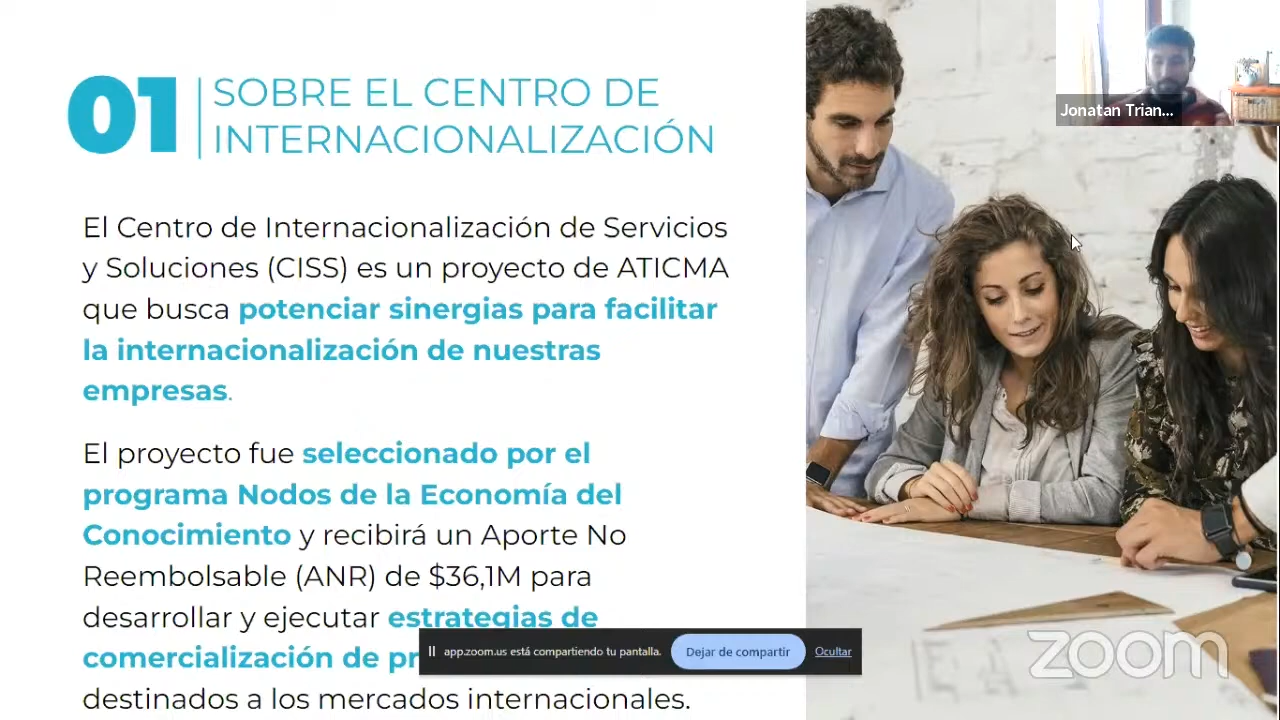 01
SOBRE EL CENTRO DE
INTERNACIONALIZACIÓN
El Centro de Internacionalización de Servicios
y Soluciones (CISS) es un proyecto de ATICMA
que busca potenciar sinergias para facilitar
la internacionalización de nuestras
empresas.
El proyecto fue seleccionado por el
programa Nodos de la Economía del
Conocimiento y recibirá un Aporte No
Reembolsable (ANR) de $36,1M para
desarrollar y ejecutar estrategias de
comercialización de pr
destinados a los mercados internacionales.
Jonatan Trian...
app.zoom.us está compartiendo tu pantalla.
Dejar de compartir
Ocultar
zoom